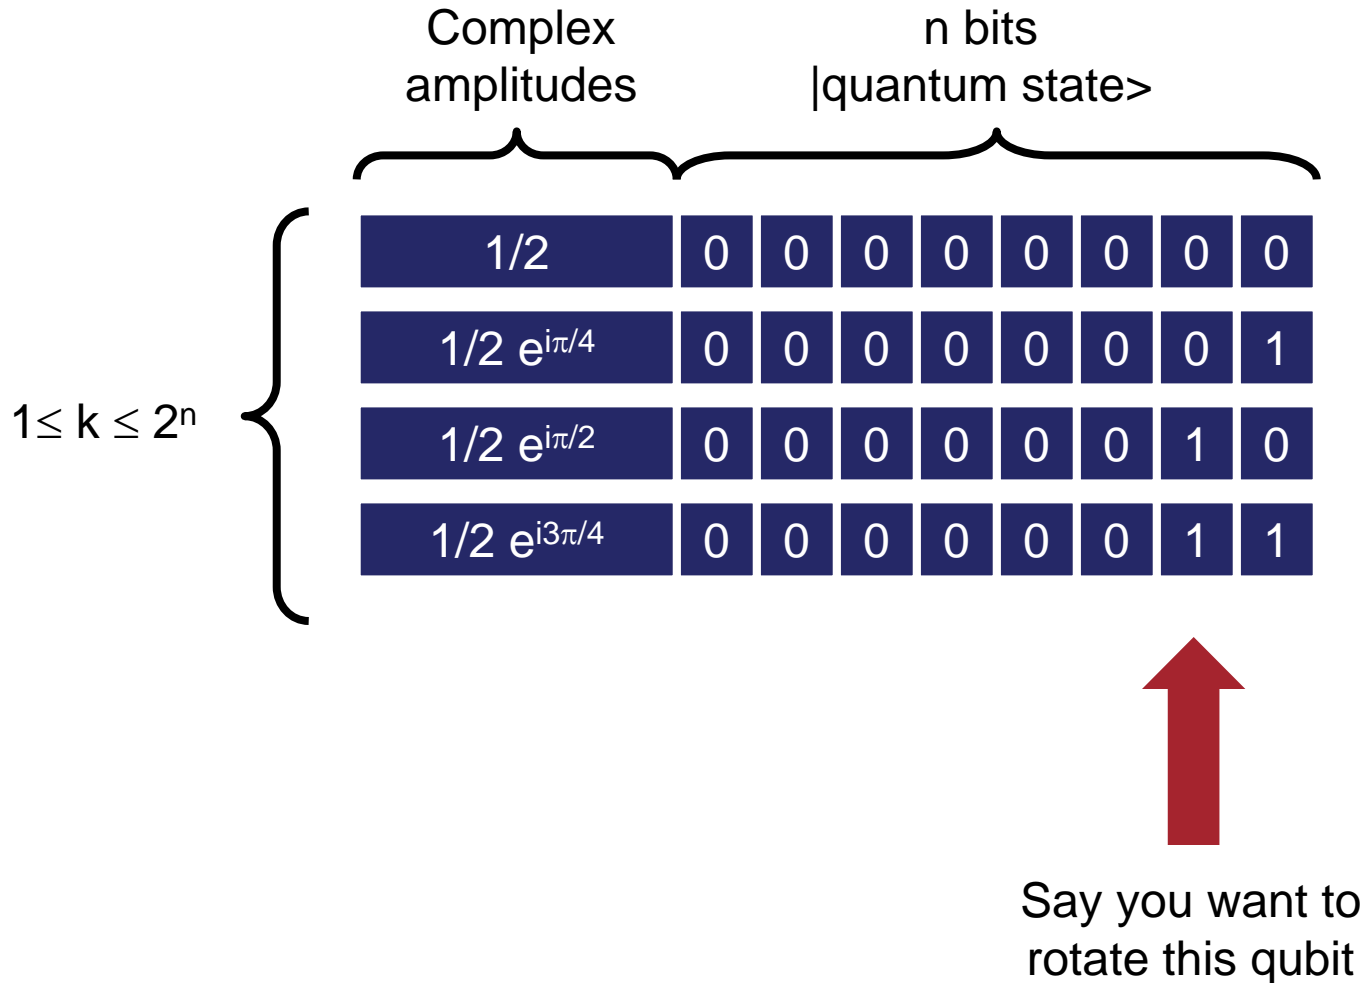 Complex
amplitudes
n bits
|quantum state>
1/2 0 0 0 0 0 0 0 0
1/2 e^{iπ/4} 0 0 0 0 0 0 0 1
1≤ k ≤ 2ⁿ
1/2 e^{iπ/2} 0 0 0 0 0 0 1 0
1/2 e^{i3π/4} 0 0 0 0 0 0 1 1
Say you want to
rotate this qubit